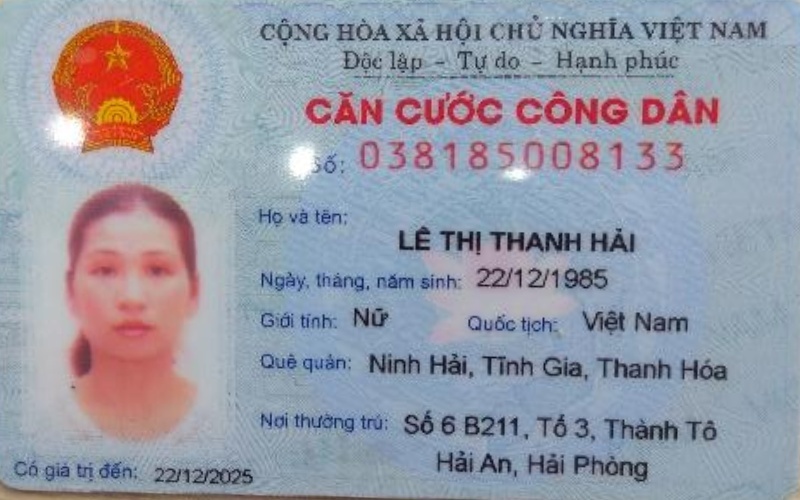 CỘNG HÒA XÃ HỘI CHỦ NGHĨA VIỆT NAM
Độc lập - Tự do - Hạnh phúc
CĂN CƯỚC CÔNG DÂN
Số: 038185008133
Họ và tên:
LÊ THỊ THANH HẢI
Ngày, tháng, năm sinh: 22/12/1985
Giới tính: Nữ Quốc tịch: Việt Nam
Quê quán: Ninh Hải, Tĩnh Gia, Thanh Hóa
Nơi thường trú: Số 6 B211, Tổ 3, Thành Tô
Hải An, Hải Phòng
Có giá trị đến: 22/12/2025